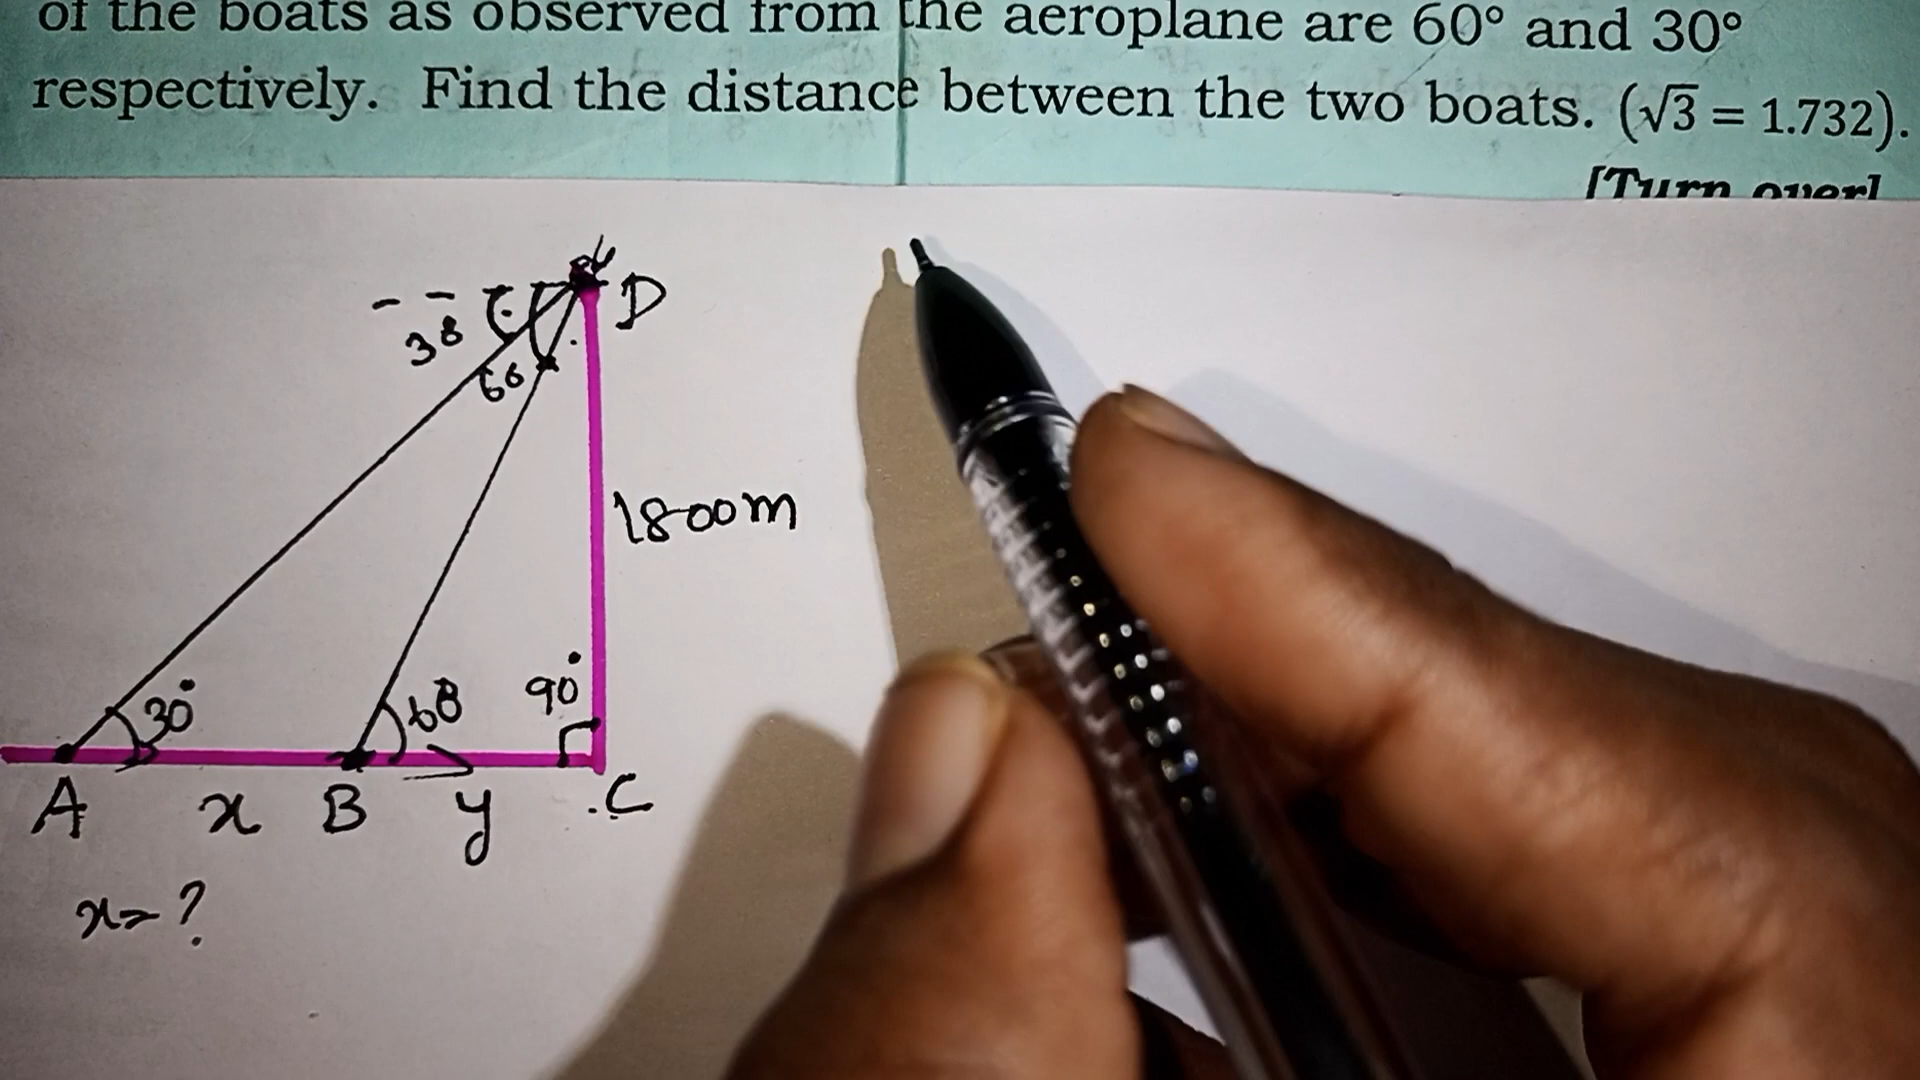 of the boats as observed from the aeroplane are 60° and 30°
respectively. Find the distance between the two boats. (√3 = 1.732).
[Turn over]
D
30°
60
1800m
30° 60° 90°
A x B y C
x = ?